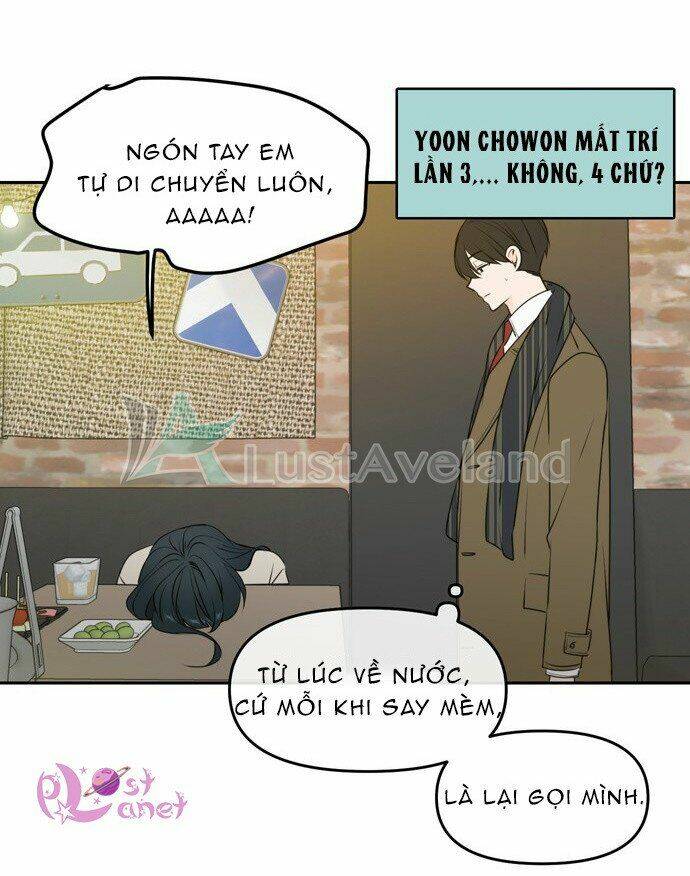 NGÓN TAY EM
TỰ DI CHUYỂN LUÔN,
AAAAA!
YOON CHOWON MẤT TRÍ
LẦN 3,... KHÔNG, 4 CHỨ?
LustAveland
TỪ LÚC VỀ NƯỚC,
CỨ MỖI KHI SAY MÈM,
LÀ LẠI GỌI MÌNH.
Lost
Planet